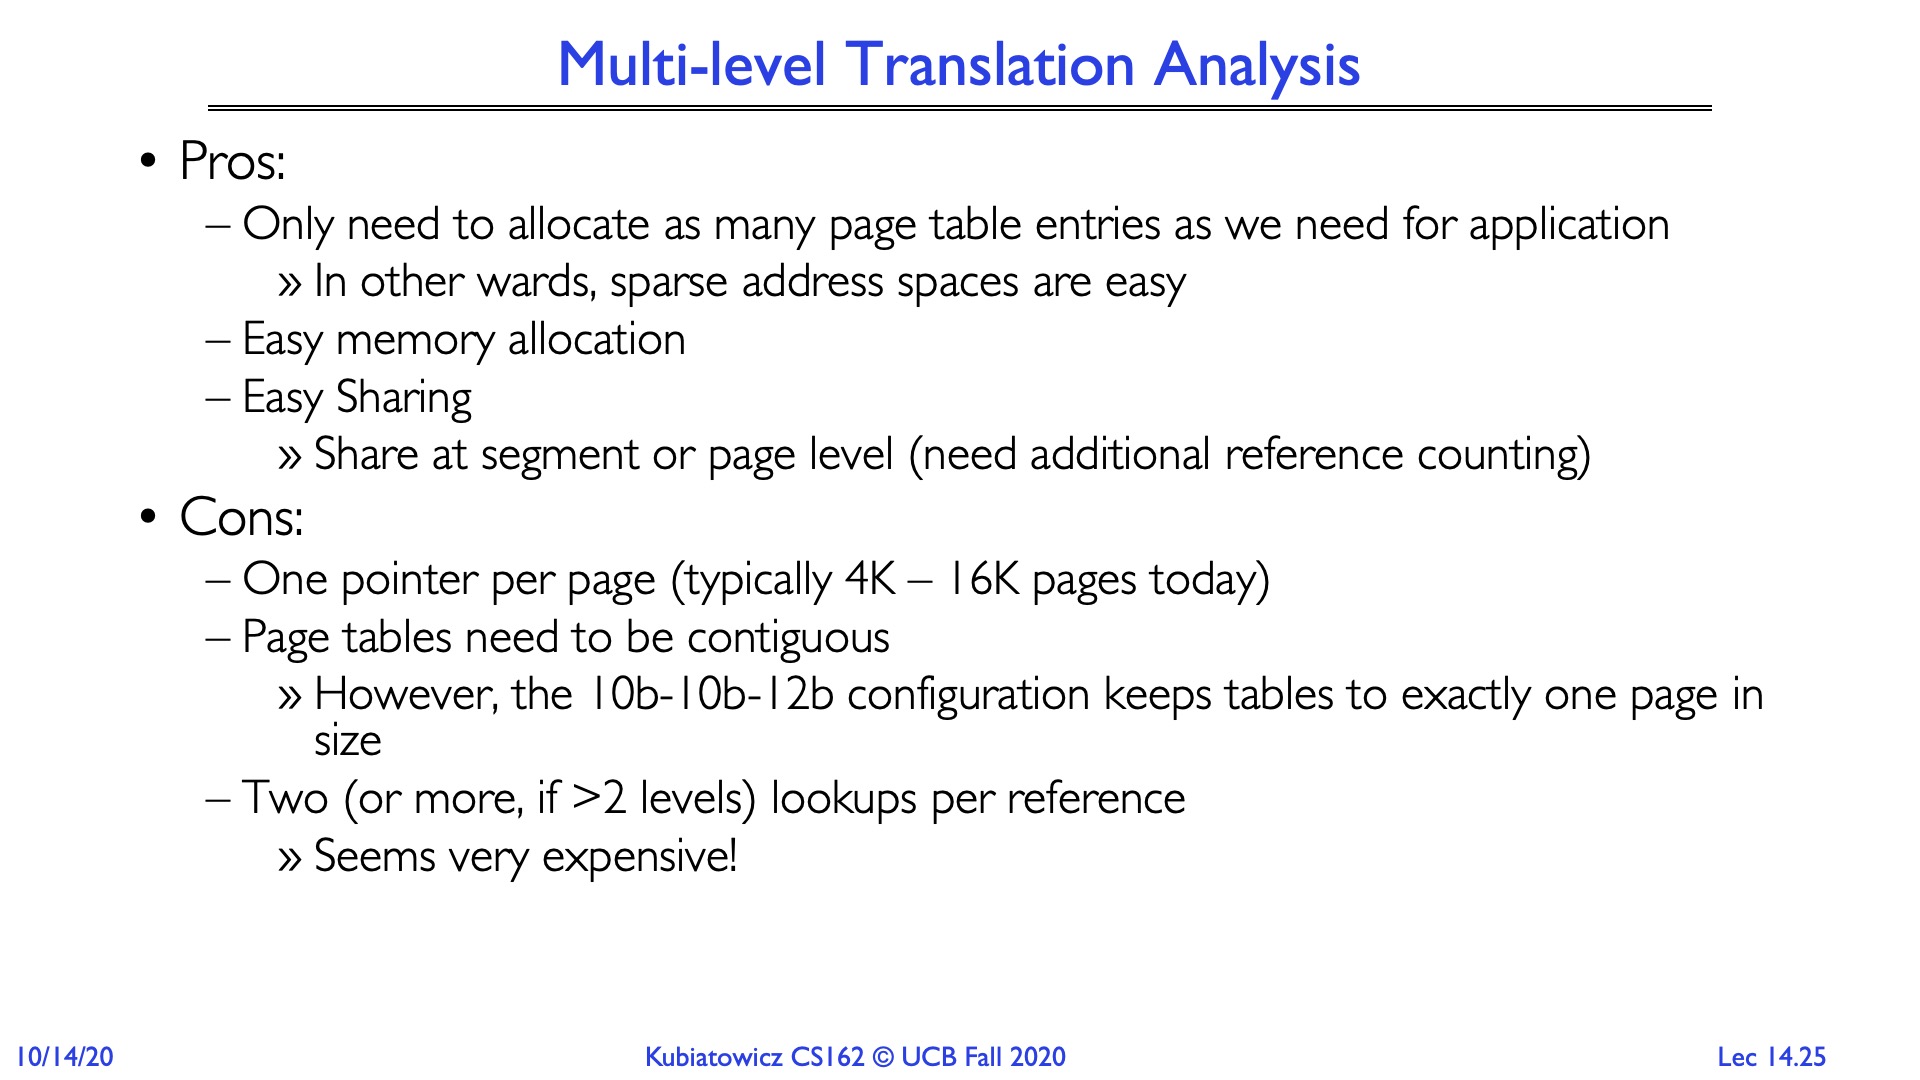 Multi-level Translation Analysis
• Pros:
– Only need to allocate as many page table entries as we need for application
» In other wards, sparse address spaces are easy
– Easy memory allocation
– Easy Sharing
» Share at segment or page level (need additional reference counting)
• Cons:
– One pointer per page (typically 4K – 16K pages today)
– Page tables need to be contiguous
» However, the 10b-10b-12b configuration keeps tables to exactly one page in
size
– Two (or more, if >2 levels) lookups per reference
» Seems very expensive!
10/14/20
Kubiatowicz CS162 © UCB Fall 2020
Lec 14.25